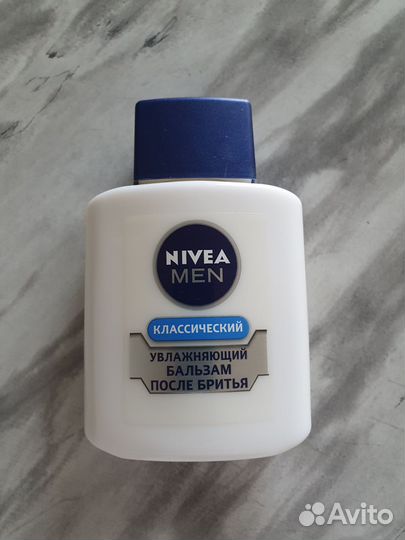 NIVEA
MEN
КЛАССИЧЕСКИЙ
УВЛАЖНЯЮЩИЙ
БАЛЬЗАМ
ПОСЛЕ БРИТЬЯ
Avito